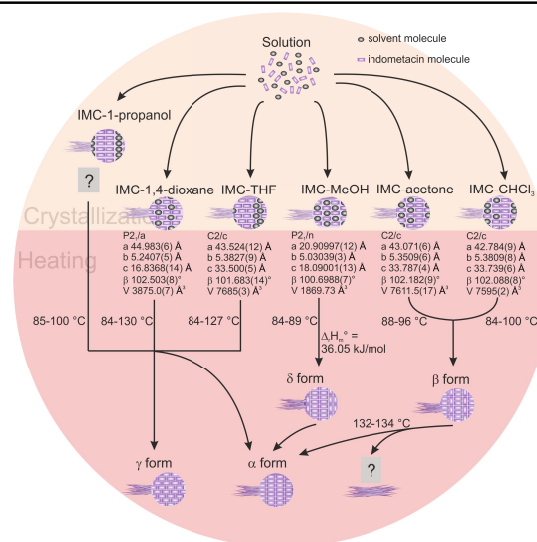 Solution
solvent molecule
indometacin molecule
IMC-1-propanol
?
IMC-1,4-dioxane IMC-THF IMC-McOH IMC acctonc IMC CHCl₃
Crystallization
P2₁/a
a 44.983(6) Å
b 5.2407(5) Å
c 16.8368(14) Å
β 102.503(8)°
V 3875.0(7) Å³
C2/c
a 43.524(12) Å
b 5.3827(9) Å
c 33.500(5) Å
β 101.683(14)°
V 7685(3) Å³
P2₁/n
a 20.90997(12) Å
b 5.03039(3) Å
c 18.09001(13) Å
β 100.6988(7)°
V 1869.73 Å³
C2/c
a 43.071(6) Å
b 5.3509(6) Å
c 33.787(4) Å
β 102.182(9)°
V 7611.5(17) Å³
C2/c
a 42.784(9) Å
b 5.3809(8) Å
c 33.739(6) Å
β 102.088(8)°
V 7595(2) Å³
Heating
85-100 °C 84-130 °C 84-127 °C 84-89 °C 88-96 °C 84-100 °C
ΔHₘ° =
36.05 kJ/mol
δ form
β form
132-134 °C
γ form
α form
?